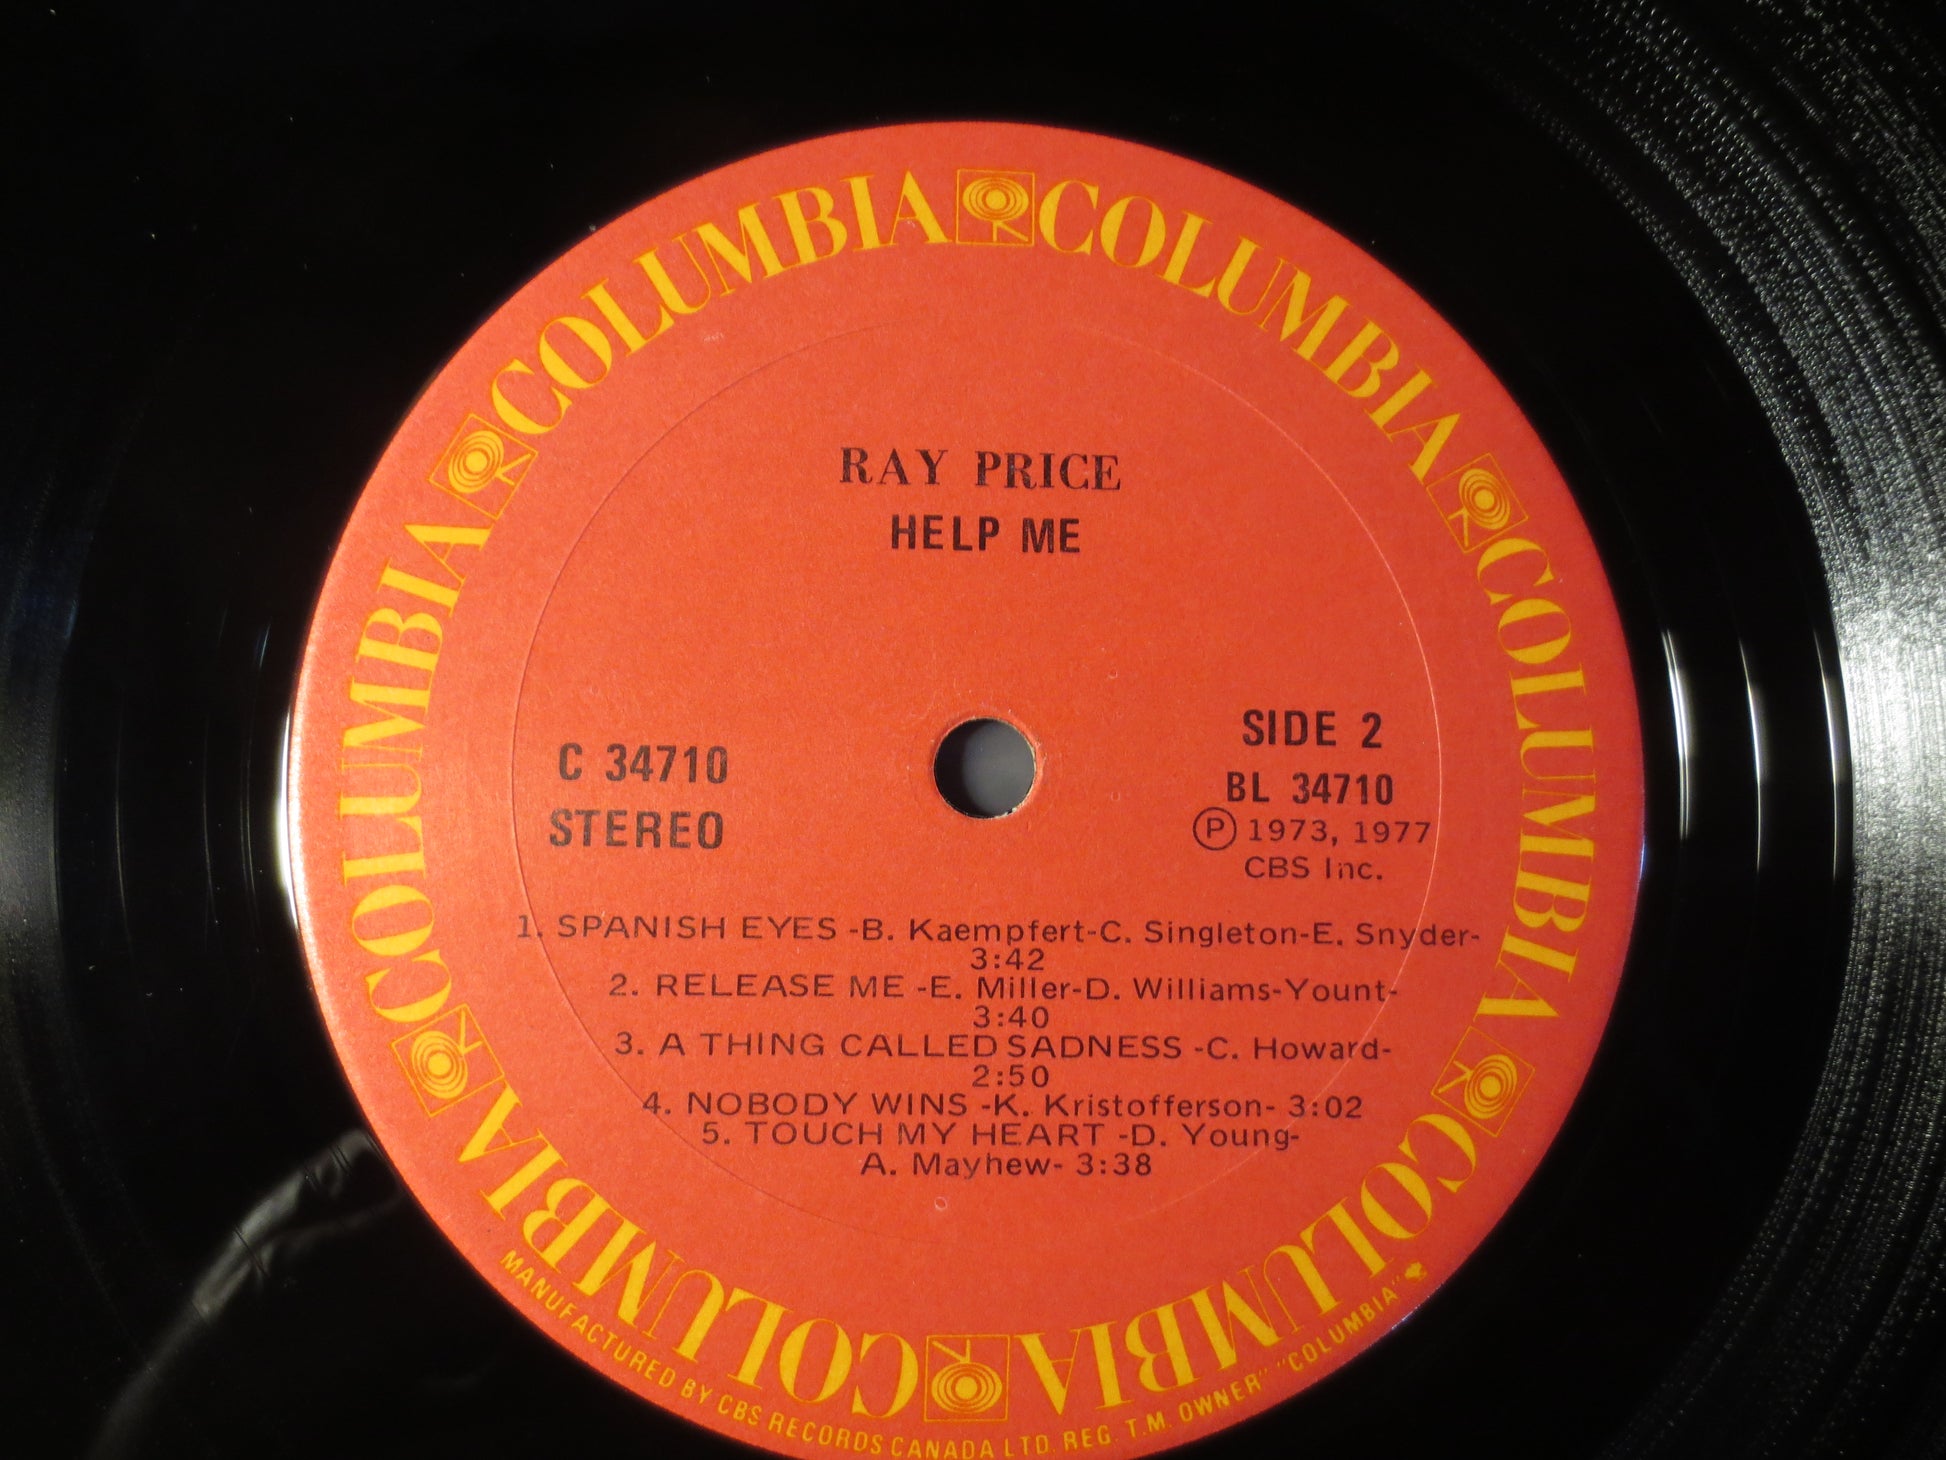 COLUMBIA COLUMBIA COLUMBIA COLUMBIA COLUMBIA COLUMBIA
RAY PRICE
HELP ME
C 34710
STEREO
SIDE 2
BL 34710
Ⓟ 1973, 1977
CBS Inc.
1. SPANISH EYES -B. Kaempfert-C. Singleton-E. Snyder-
3:42
2. RELEASE ME -E. Miller-D. Williams-Yount-
3:40
3. A THING CALLED SADNESS -C. Howard-
2:50
4. NOBODY WINS -K. Kristofferson- 3:02
5. TOUCH MY HEART -D. Young-
A. Mayhew- 3:38
MANUFACTURED BY CBS RECORDS CANADA LTD. REG. T.M. OWNER" "COLUMBIA"